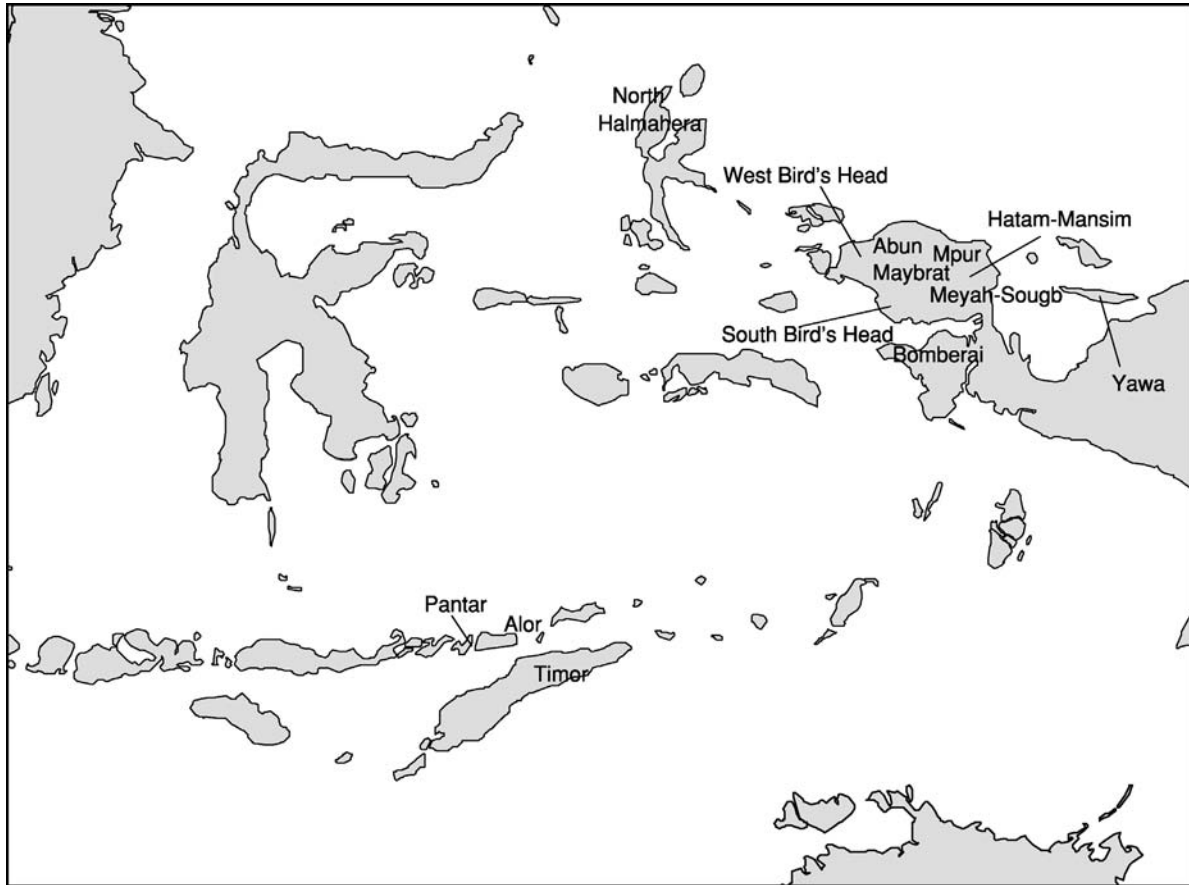 North
Halmahera
West Bird's Head
Hatam-Mansim
Abun
Mpur
Maybrat
Meyah-Sougb
South Bird's Head
Bomberai
Yawa
Pantar
Alor
Timor